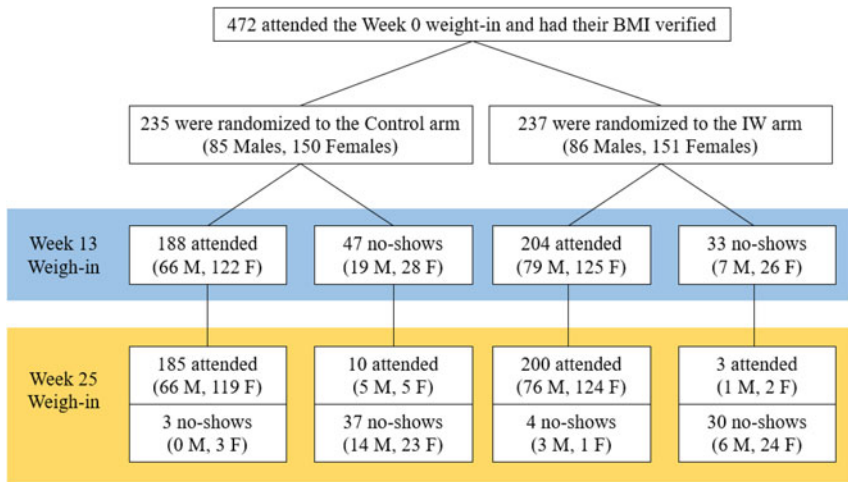 472 attended the Week 0 weight-in and had their BMI verified
235 were randomized to the Control arm
(85 Males, 150 Females)
237 were randomized to the IW arm
(86 Males, 151 Females)
Week 13
Weigh-in
188 attended
(66 M, 122 F)
47 no-shows
(19 M, 28 F)
204 attended
(79 M, 125 F)
33 no-shows
(7 M, 26 F)
Week 25
Weigh-in
185 attended
(66 M, 119 F)
3 no-shows
(0 M, 3 F)
10 attended
(5 M, 5 F)
37 no-shows
(14 M, 23 F)
200 attended
(76 M, 124 F)
4 no-shows
(3 M, 1 F)
3 attended
(1 M, 2 F)
30 no-shows
(6 M, 24 F)